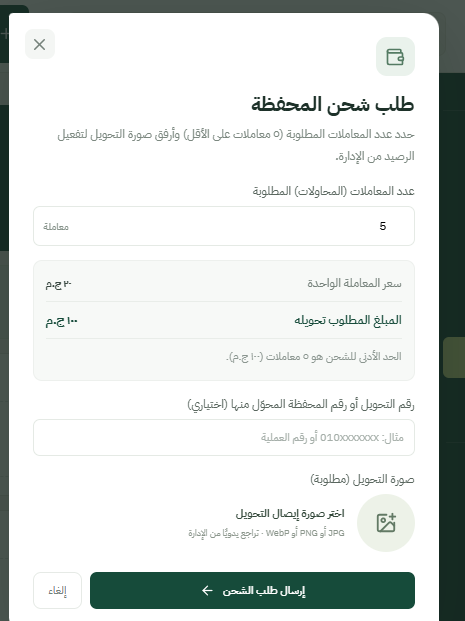 طلب شحن المحفظة
حدد عدد المعاملات المطلوبة (٥ معاملات على الأقل) وأرفق صورة التحويل لتفعيل
الرصيد من الإدارة.
عدد المعاملات (المحاولات) المطلوبة
5 معاملة
سعر المعاملة الواحدة ٢٠ ج.م
المبلغ المطلوب تحويله ١٠٠ ج.م
الحد الأدنى للشحن هو ٥ معاملات (١٠٠ ج.م).
رقم التحويل أو رقم المحفظة المحوّل منها (اختياري)
مثال: 010xxxxxxx أو رقم العملية
صورة التحويل (مطلوبة)
اختر صورة إيصال التحويل
JPG أو PNG أو WebP · تراجع يدويًا من الإدارة
إرسال طلب الشحن ←
إلغاء